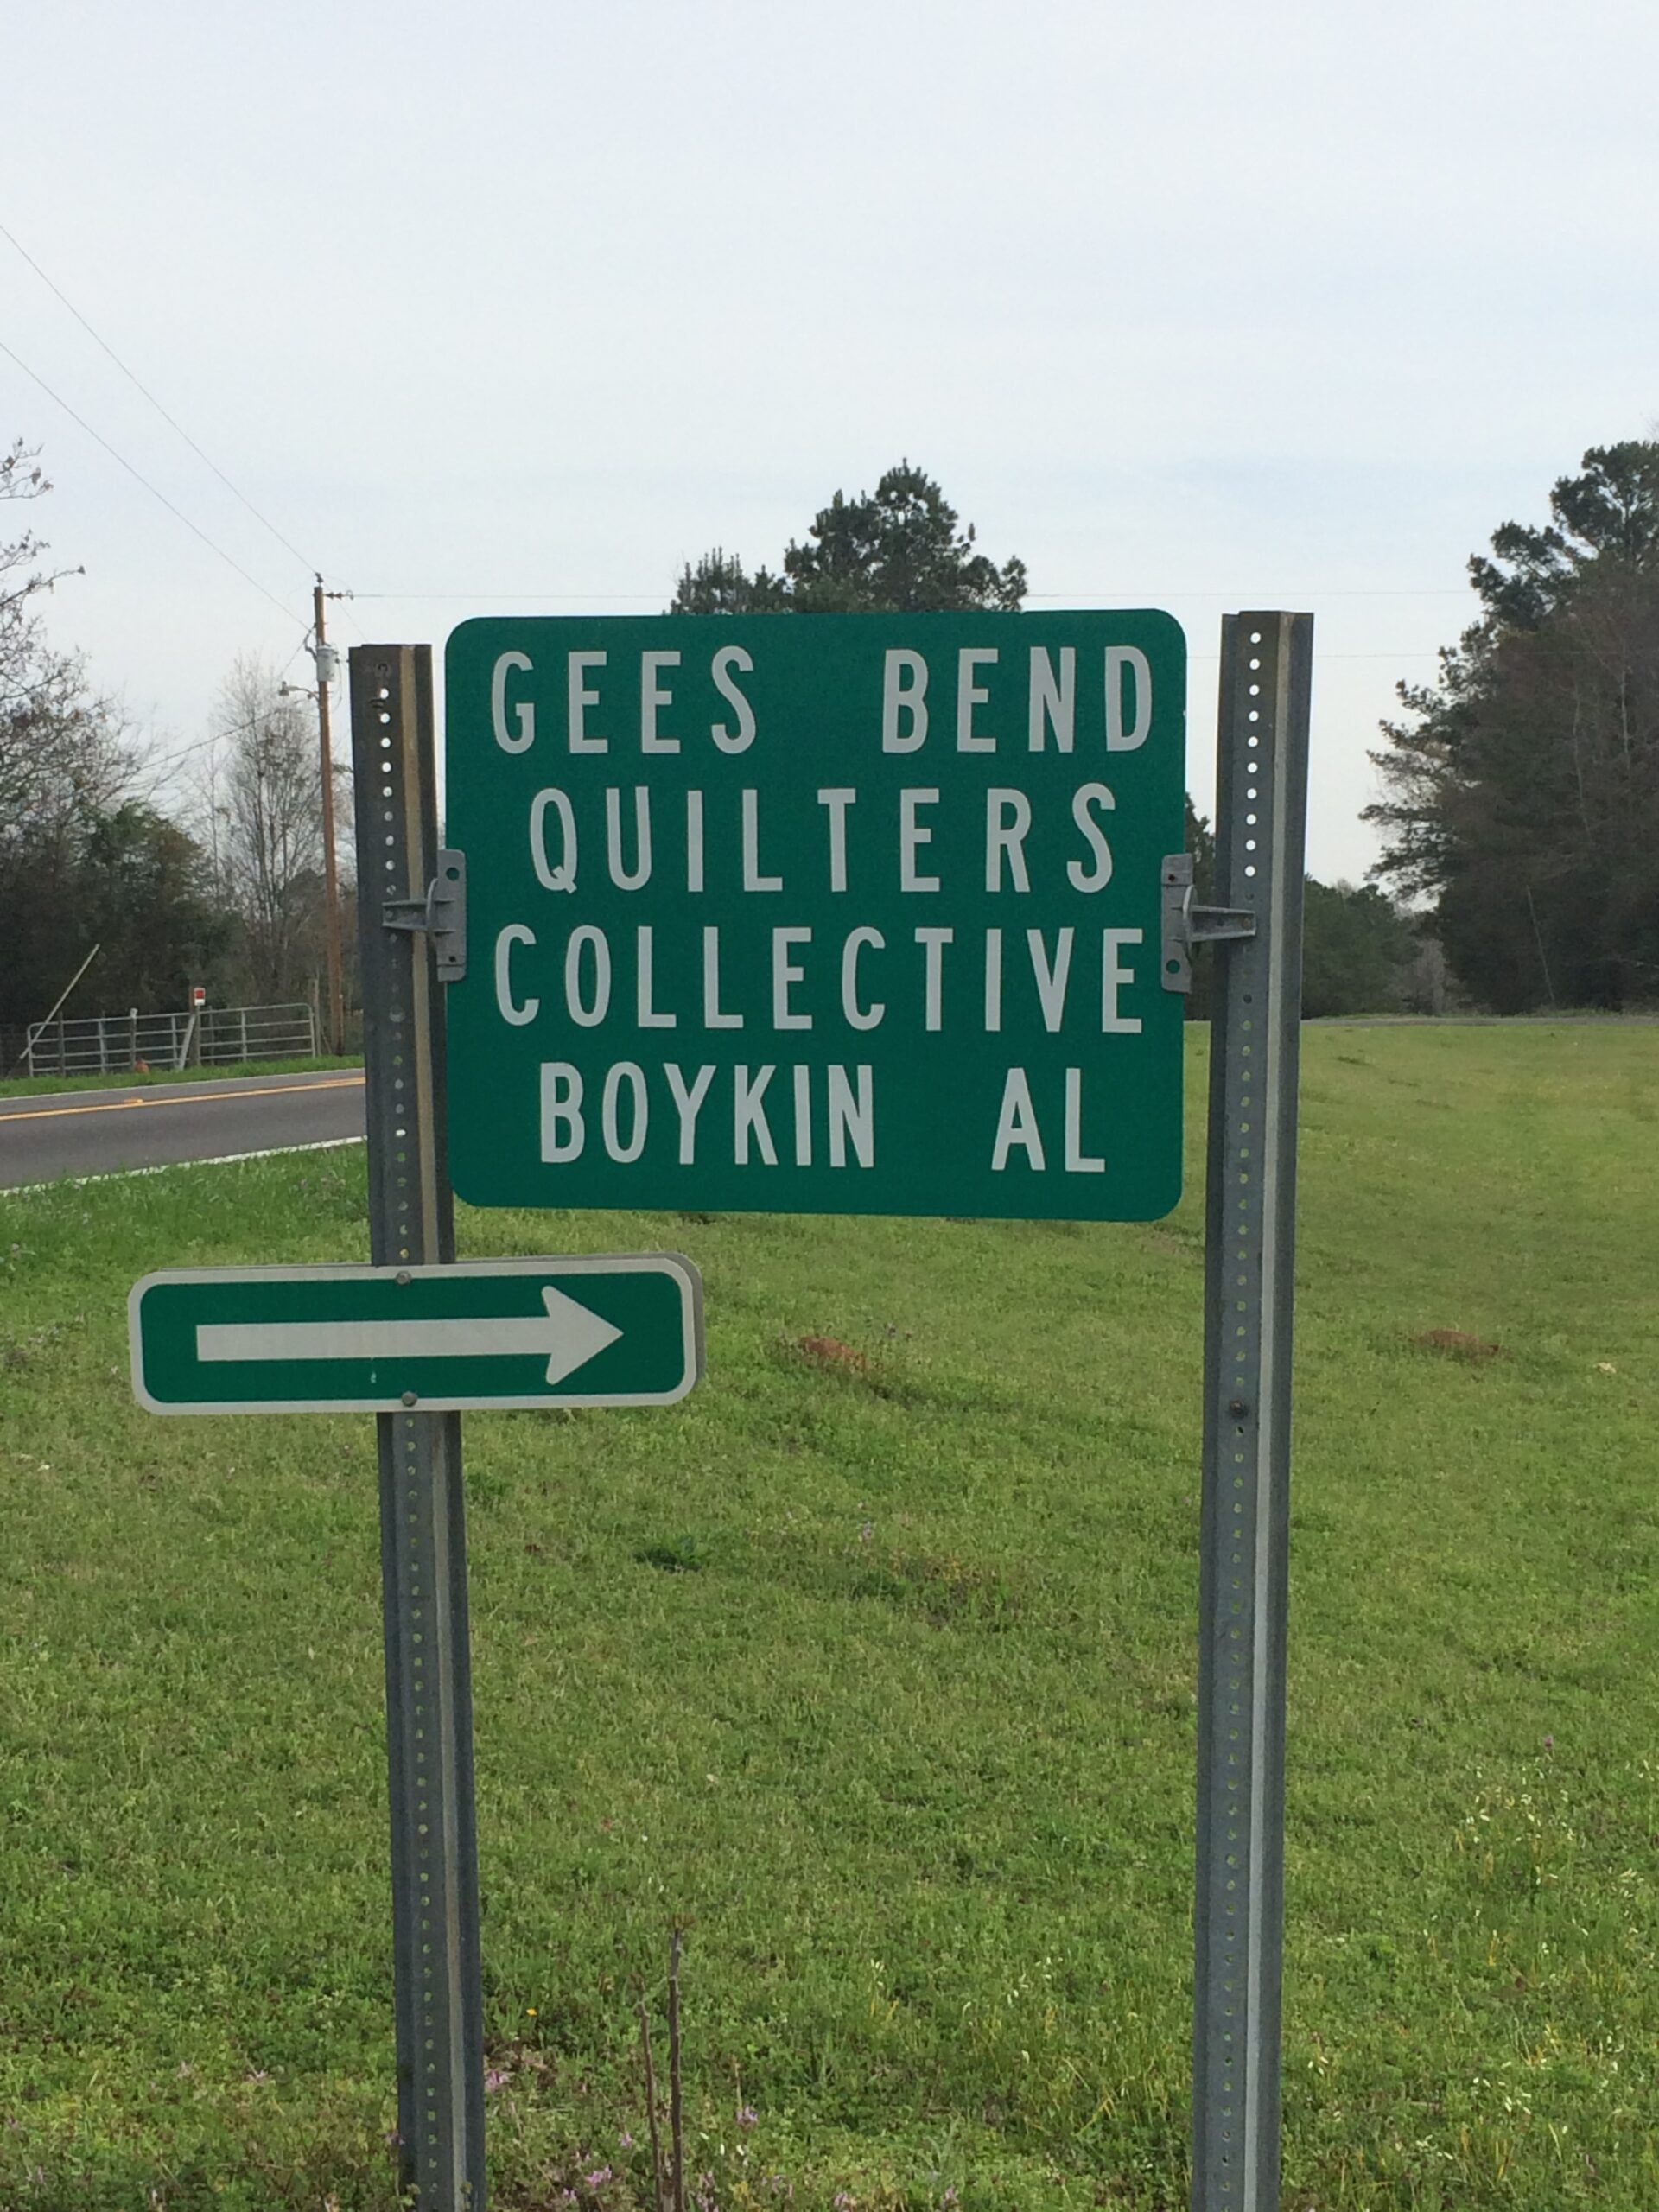 GEES BEND
QUILTERS
COLLECTIVE
BOYKIN AL